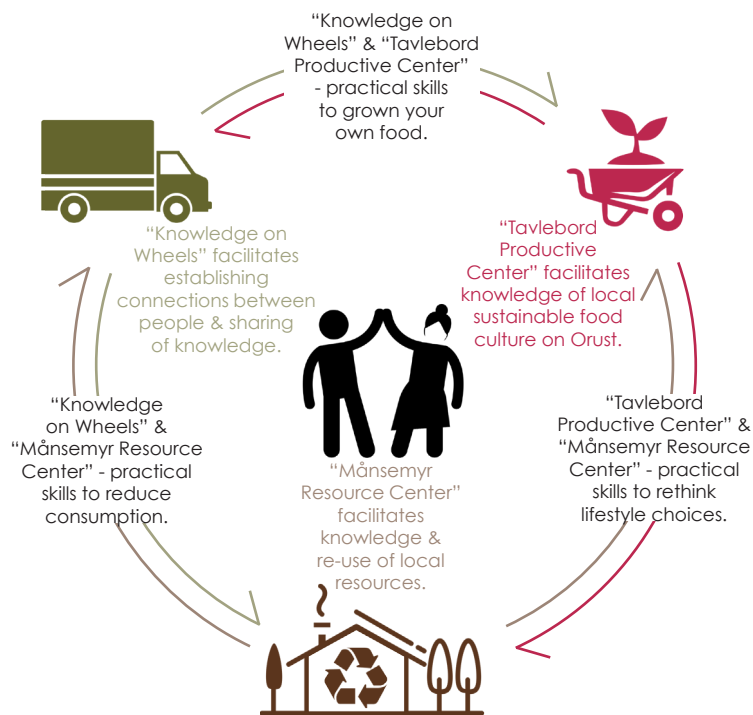 “Knowledge on
Wheels” & “Tavlebord
Productive Center”
- practical skills
to grown your
own food.
“Knowledge on
Wheels” facilitates
establishing
connections between
people & sharing
of knowledge.
“Tavlebord
Productive
Center” facilitates
knowledge of local
sustainable food
culture on Orust.
“Knowledge
on Wheels” &
“Månsemyr Resource
Center” - practical
skills to reduce
consumption.
“Tavlebord
Productive Center” &
“Månsemyr Resource
Center” - practical
skills to rethink
lifestyle choices.
“Månsemyr
Resource Center”
facilitates
knowledge &
re-use of local
resources.